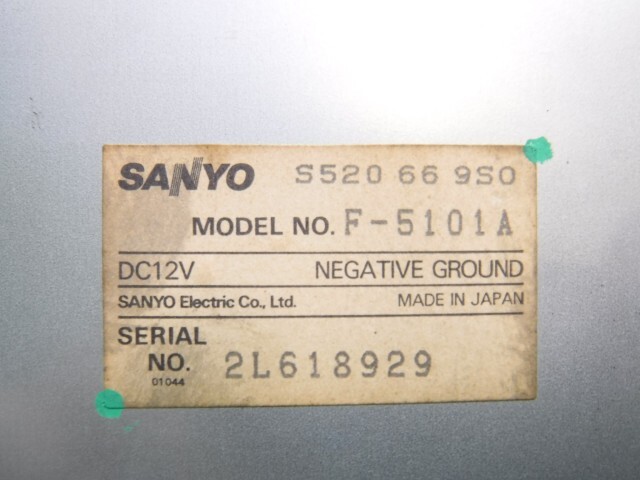 SANYO S520 66 9S0
MODEL NO. F-5101A
DC12V NEGATIVE GROUND
SANYO Electric Co., Ltd. MADE IN JAPAN
SERIAL
NO. 2L618929
01044